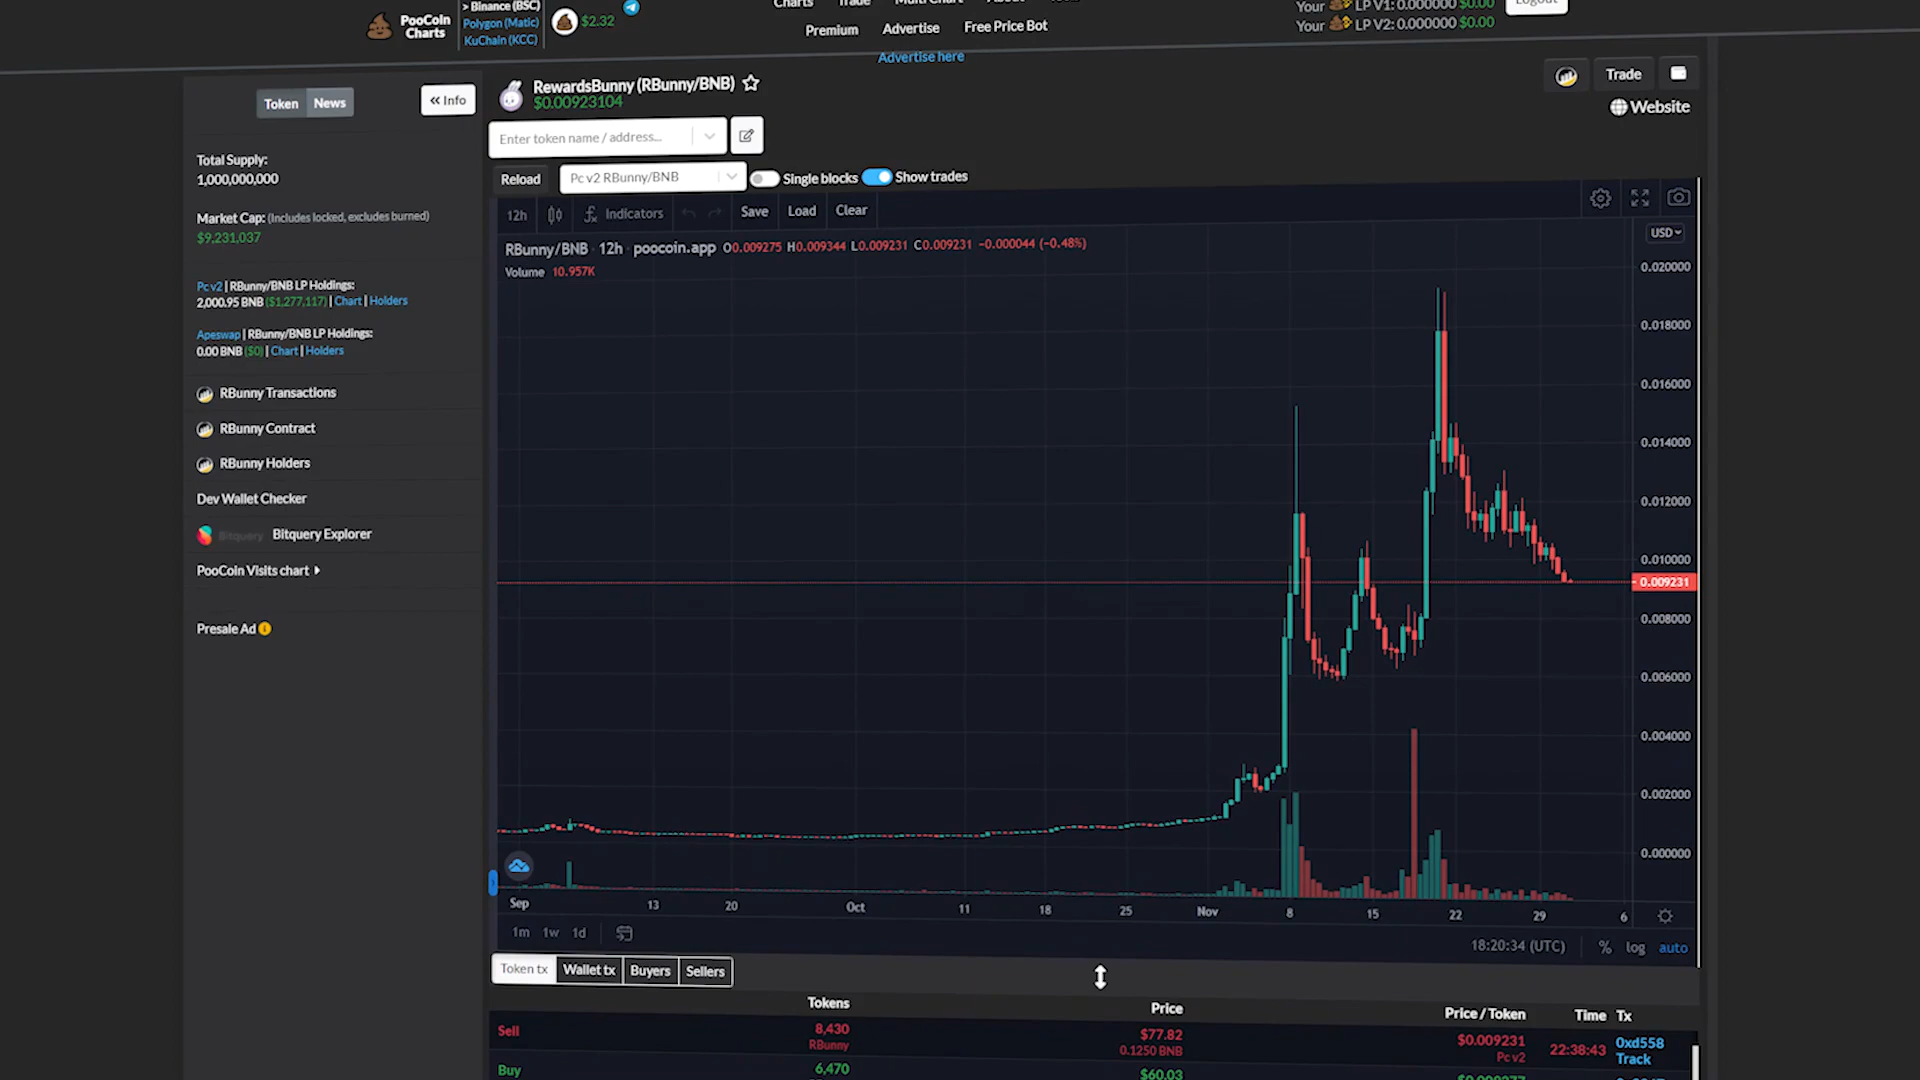 PooCoin
Charts
> Binance (BSC)
Polygon (Matic)
KuChain (KCC)
$2.32
Premium
Advertise
Free Price Bot
Your LP V1: 0.000000 $0.00
Your LP V2: 0.000000 $0.00
Advertise here
Token
News
« Info
RewardsBunny (RBunny/BNB)
$0.00923104
Trade
Website
Enter token name / address...
Total Supply:
1,000,000,000
Market Cap: (Includes locked, excludes burned)
$9,231,037
Pc v2 | RBunny/BNB LP Holdings:
2,000.95 BNB ($1,277,117) | Chart | Holders
Apeswap | RBunny/BNB LP Holdings:
0.00 BNB ($0) | Chart | Holders
RBunny Transactions
RBunny Contract
RBunny Holders
Dev Wallet Checker
Bitquery Bitquery Explorer
PooCoin Visits chart
Presale Ad
Reload
Pc v2 RBunny/BNB
Single blocks
Show trades
12h
Indicators
Save
Load
Clear
RBunny/BNB · 12h · poocoin.app O0.009275 H0.009344 L0.009231 C0.009231 −0.000044 (−0.48%)
Volume 10.957K
USD
0.020000
0.018000
0.016000
0.014000
0.012000
0.010000
0.009231
0.008000
0.006000
0.004000
0.002000
0.000000
Sep 13 20 Oct 11 18 25 Nov 8 15 22 29 6
1m 1w 1d
18:20:34 (UTC) % log auto
Token tx
Wallet tx
Buyers
Sellers
Tokens Price Price / Token Time Tx
Sell 8,430 $77.82 $0.009231 22:38:43 0xd558
RBunny 0.1250 BNB Pc v2 Track
Buy 6,470 $60.03